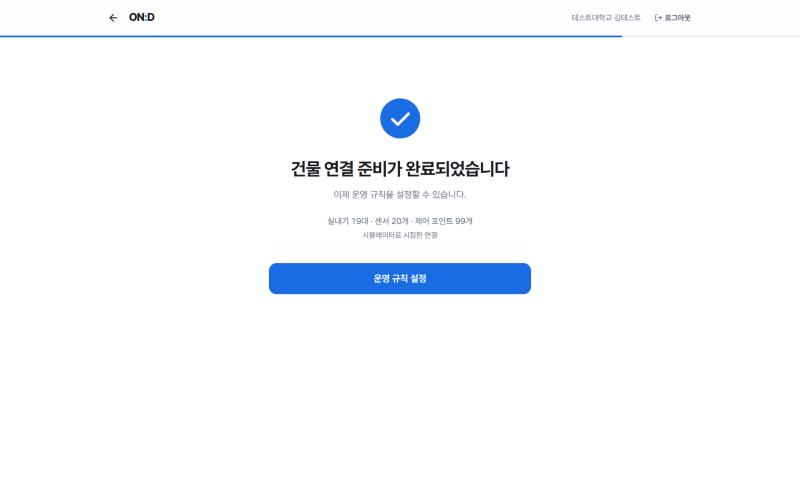 ON:D
테스트대학교 김테스트
로그아웃
건물 연결 준비가 완료되었습니다
이제 운영 규칙을 설정할 수 있습니다.
실내기 19대 · 센서 20개 · 제어 포인트 99개
시뮬레이터로 시험한 연결
운영 규칙 설정